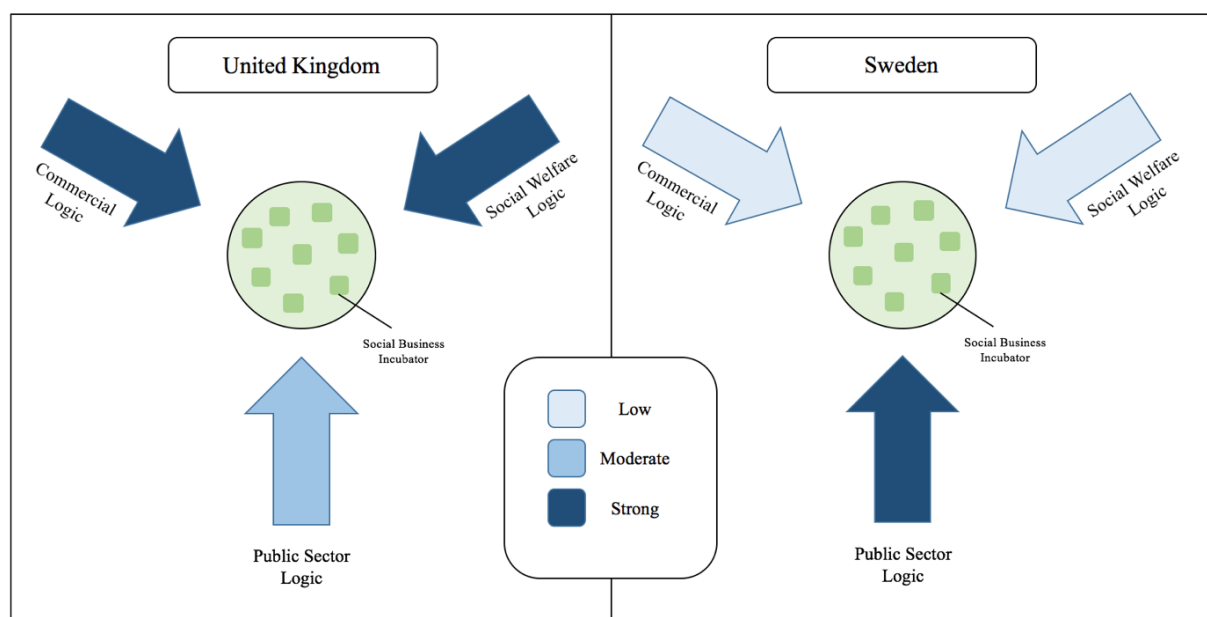 United Kingdom
Commercial
Logic
Social Welfare
Logic
Social Business
Incubator
Public Sector
Logic
Sweden
Commercial
Logic
Social Welfare
Logic
Social Business
Incubator
Public Sector
Logic
Low
Moderate
Strong